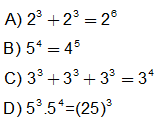 A) 2³ + 2³ = 2⁶
B) 5⁴ = 4⁵
C) 3³ + 3³ + 3³ = 3⁴
D) 5³.5⁴=(25)³